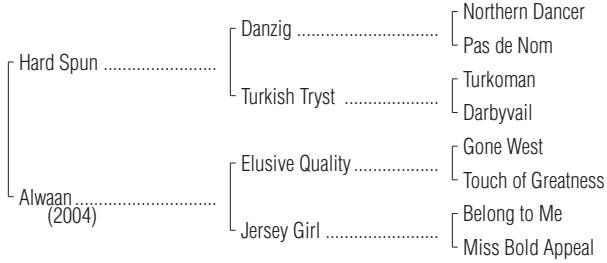 Northern Dancer
Danzig ..............................
Pas de Nom
Hard Spun ........................
Turkoman
Turkish Tryst ....................
Darbyvail
Gone West
Elusive Quality ..................
Touch of Greatness
Alwaan ..............................
(2004)
Belong to Me
Jersey Girl ........................
Miss Bold Appeal